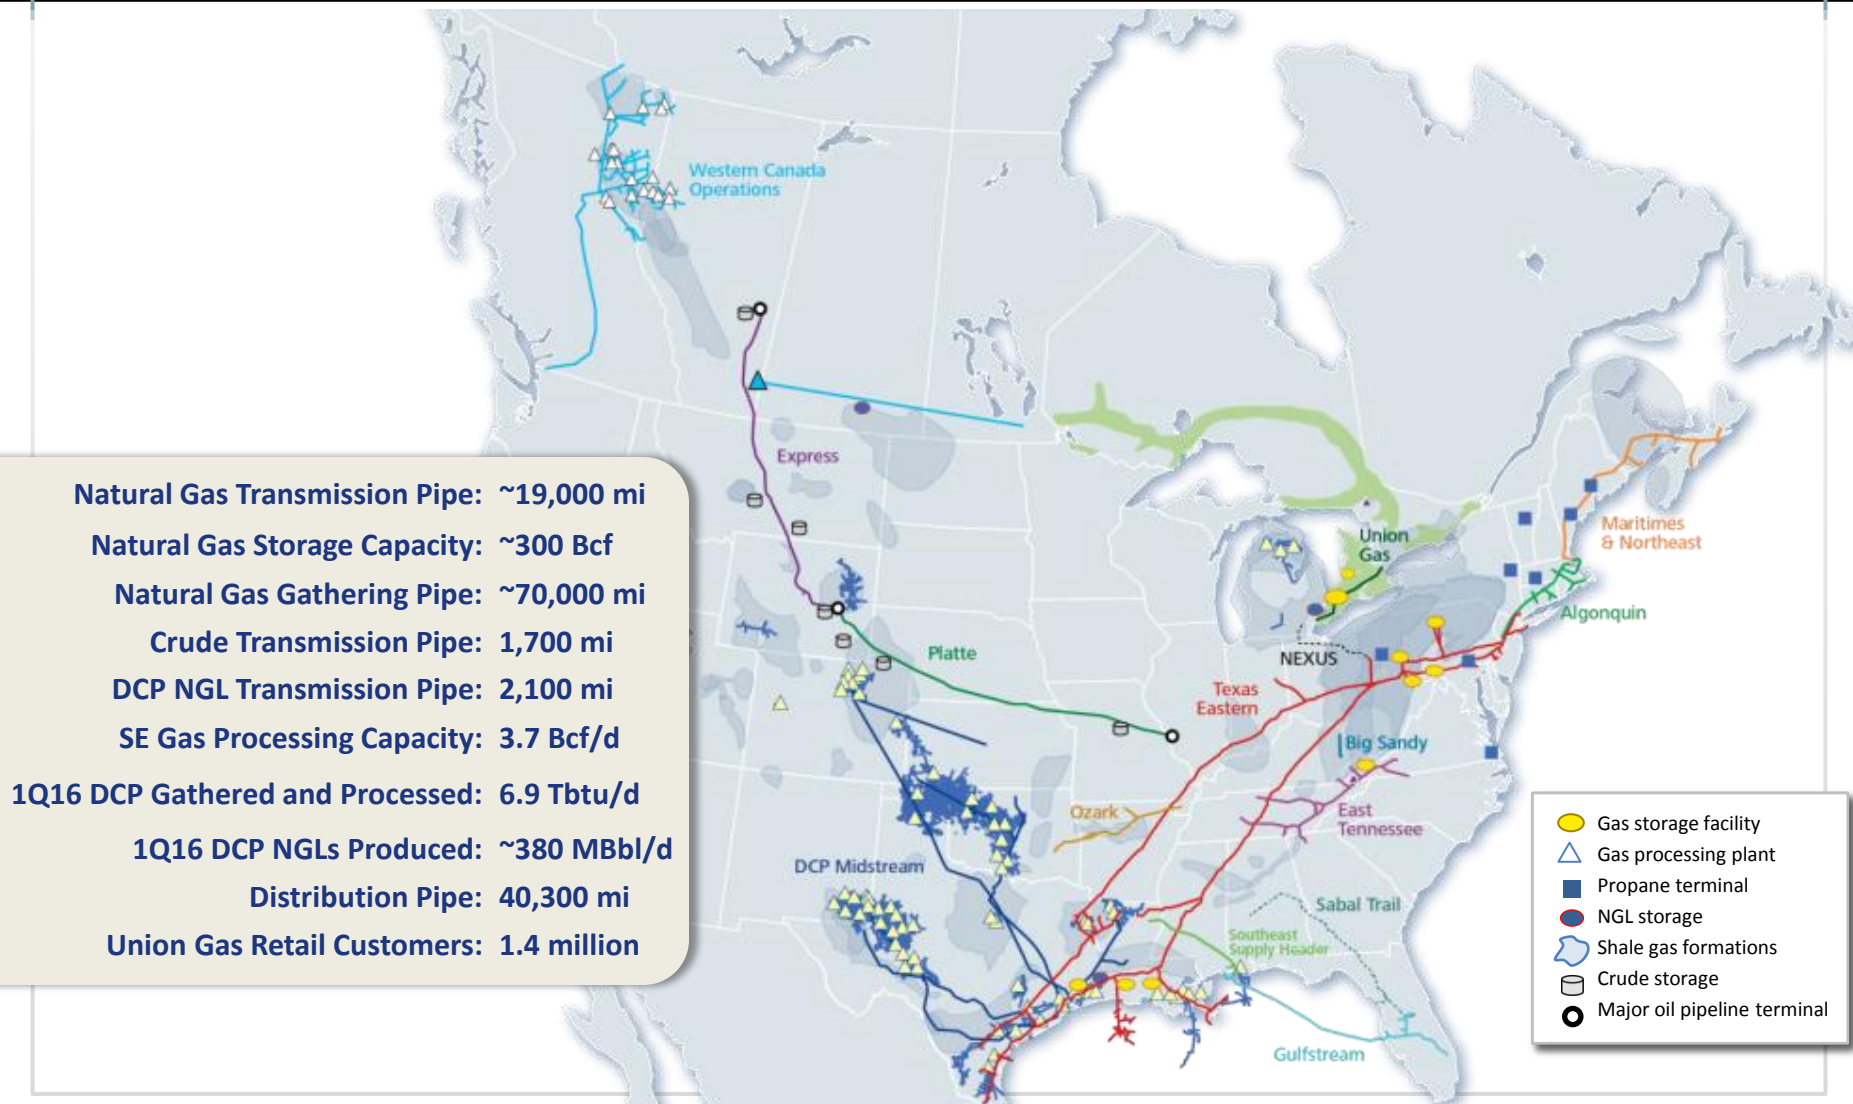 Western Canada
Operations
Express
Natural Gas Transmission Pipe: ~19,000 mi
Natural Gas Storage Capacity: ~300 Bcf
Natural Gas Gathering Pipe: ~70,000 mi
Crude Transmission Pipe: 1,700 mi
DCP NGL Transmission Pipe: 2,100 mi
SE Gas Processing Capacity: 3.7 Bcf/d
1Q16 DCP Gathered and Processed: 6.9 Tbtu/d
1Q16 DCP NGLs Produced: ~380 MBbl/d
Distribution Pipe: 40,300 mi
Union Gas Retail Customers: 1.4 million
Union
Gas
Maritimes
& Northeast
Algonquin
Platte
NEXUS
Texas
Eastern
Big Sandy
Ozark
East
Tennessee
DCP Midstream
Sabal Trail
Southeast
Supply Header
Gulfstream
Gas storage facility
Gas processing plant
Propane terminal
NGL storage
Shale gas formations
Crude storage
Major oil pipeline terminal